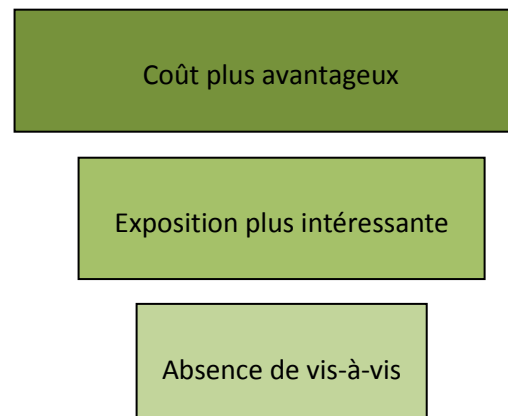 Coût plus avantageux
Exposition plus intéressante
Absence de vis-à-vis